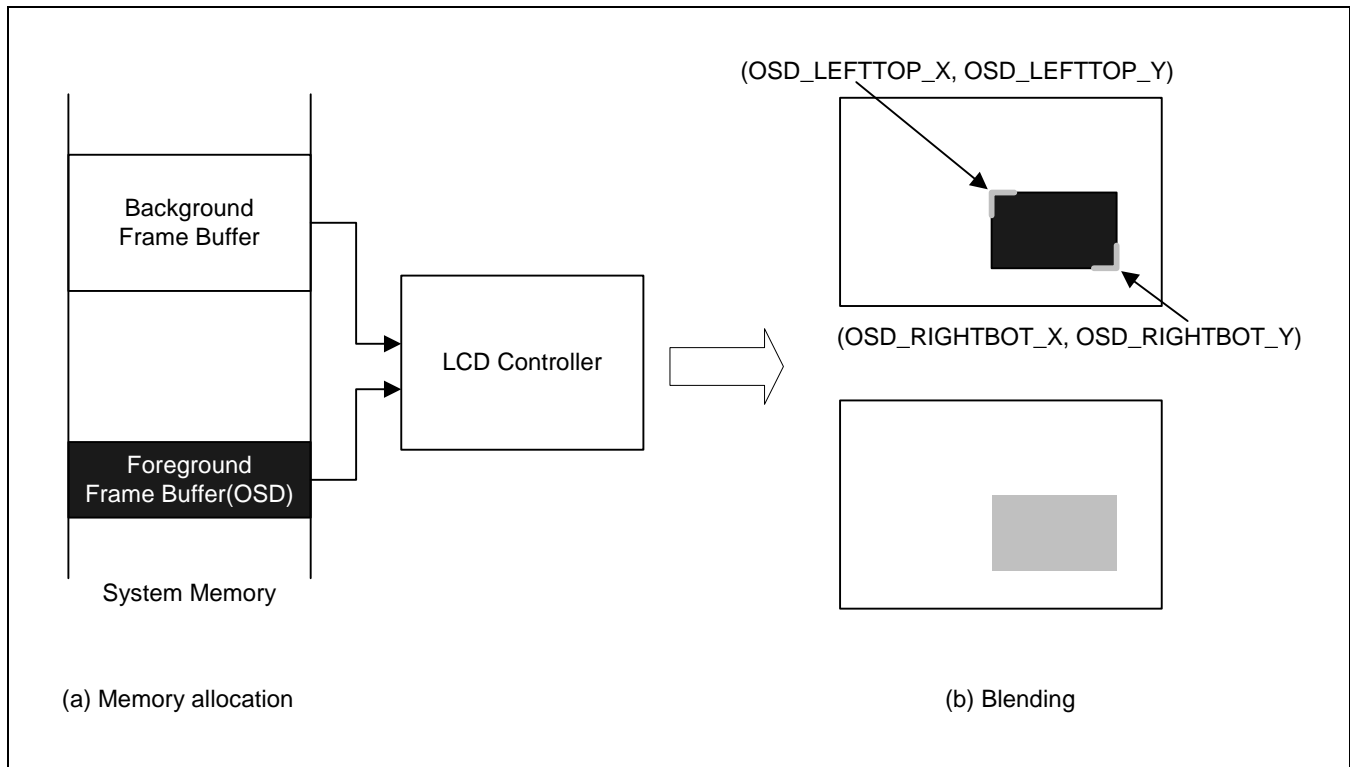 (OSD_LEFTTOP_X, OSD_LEFTTOP_Y)
Background
Frame Buffer
LCD Controller
(OSD_RIGHTBOT_X, OSD_RIGHTBOT_Y)
Foreground
Frame Buffer(OSD)
System Memory
(a) Memory allocation
(b) Blending